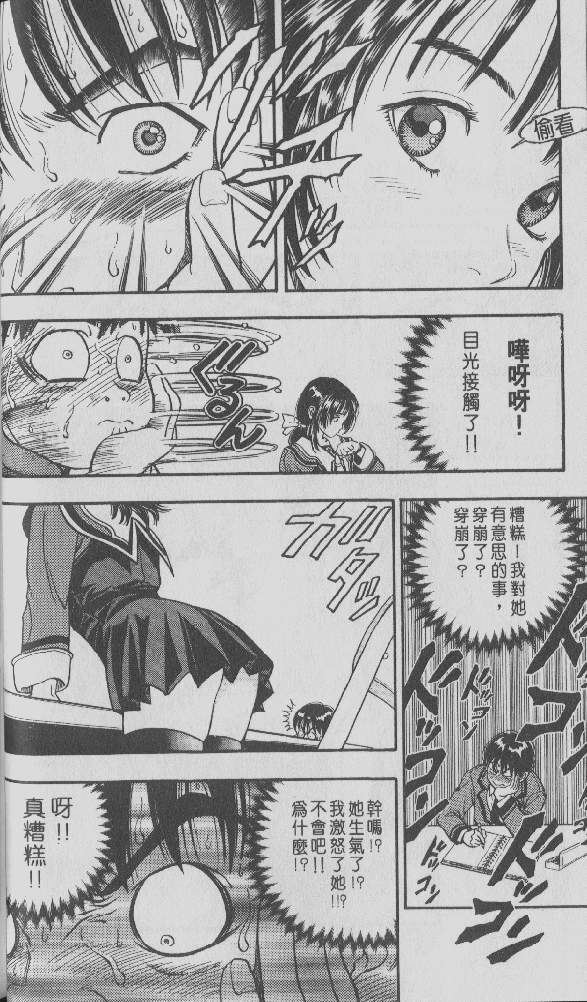 偷看
嘩呀呀!
目光接觸了!!
ぐるん
糟糕!我對她
有意思的事,
穿崩了?
穿崩了?
ドッコン
ドッコン
ドッコン
ガタッ
幹嗎!?
她生氣了!?
我激怒了她!!?
不會吧!!
為什麼!?
呀!!
真糟糕!!